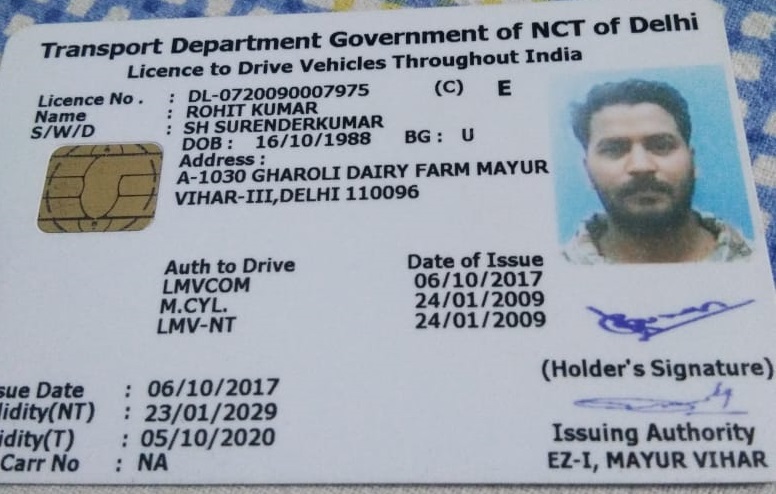 Transport Department Government of NCT of Delhi
Licence to Drive Vehicles Throughout India
Licence No. : DL-0720090007975 (C) E
Name : ROHIT KUMAR
S/W/D : SH SURENDERKUMAR
DOB : 16/10/1988 BG : U
Address :
A-1030 GHAROLI DAIRY FARM MAYUR
VIHAR-III,DELHI 110096
Auth to Drive Date of Issue
LMVCOM 06/10/2017
M.CYL. 24/01/2009
LMV-NT 24/01/2009
(Holder's Signature)
sue Date : 06/10/2017
lidity(NT) : 23/01/2029
idity(T) : 05/10/2020
Carr No : NA
Issuing Authority
EZ-I, MAYUR VIHAR